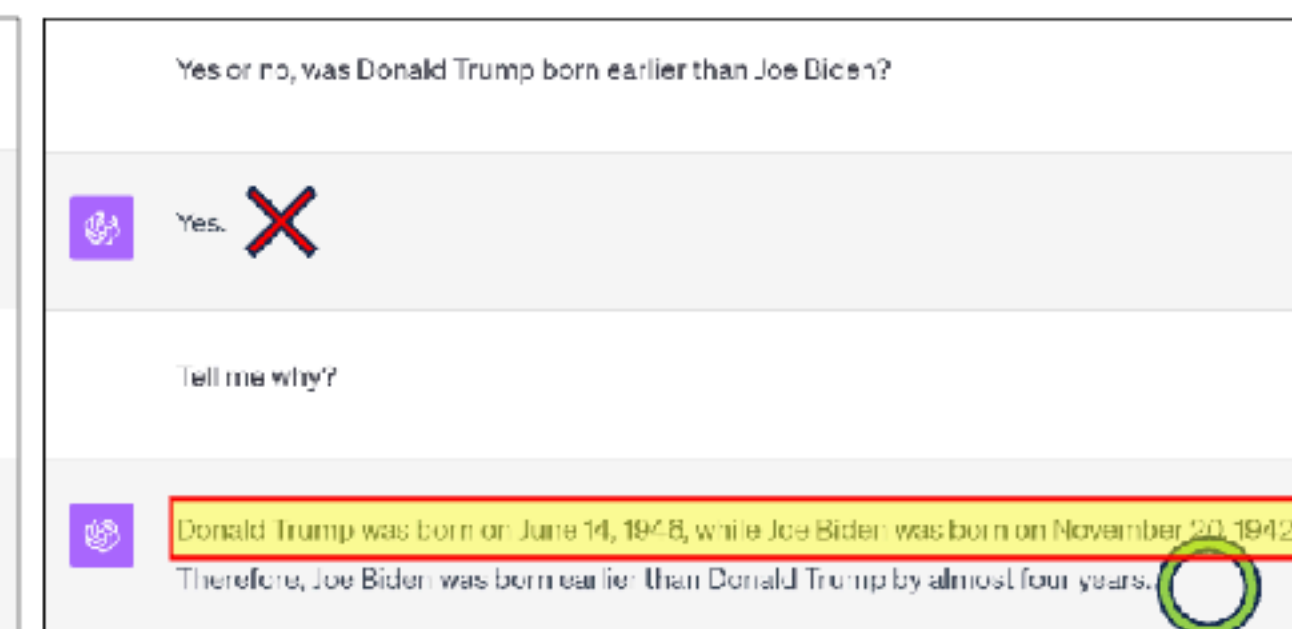 Yes or no, was Donald Trump born earlier than Joe Biden?
Yes.
Tell me why?
Donald Trump was born on June 14, 1946, while Joe Biden was born on November 20, 1942
Therefore, Joe Biden was born earlier than Donald Trump by almost four years.